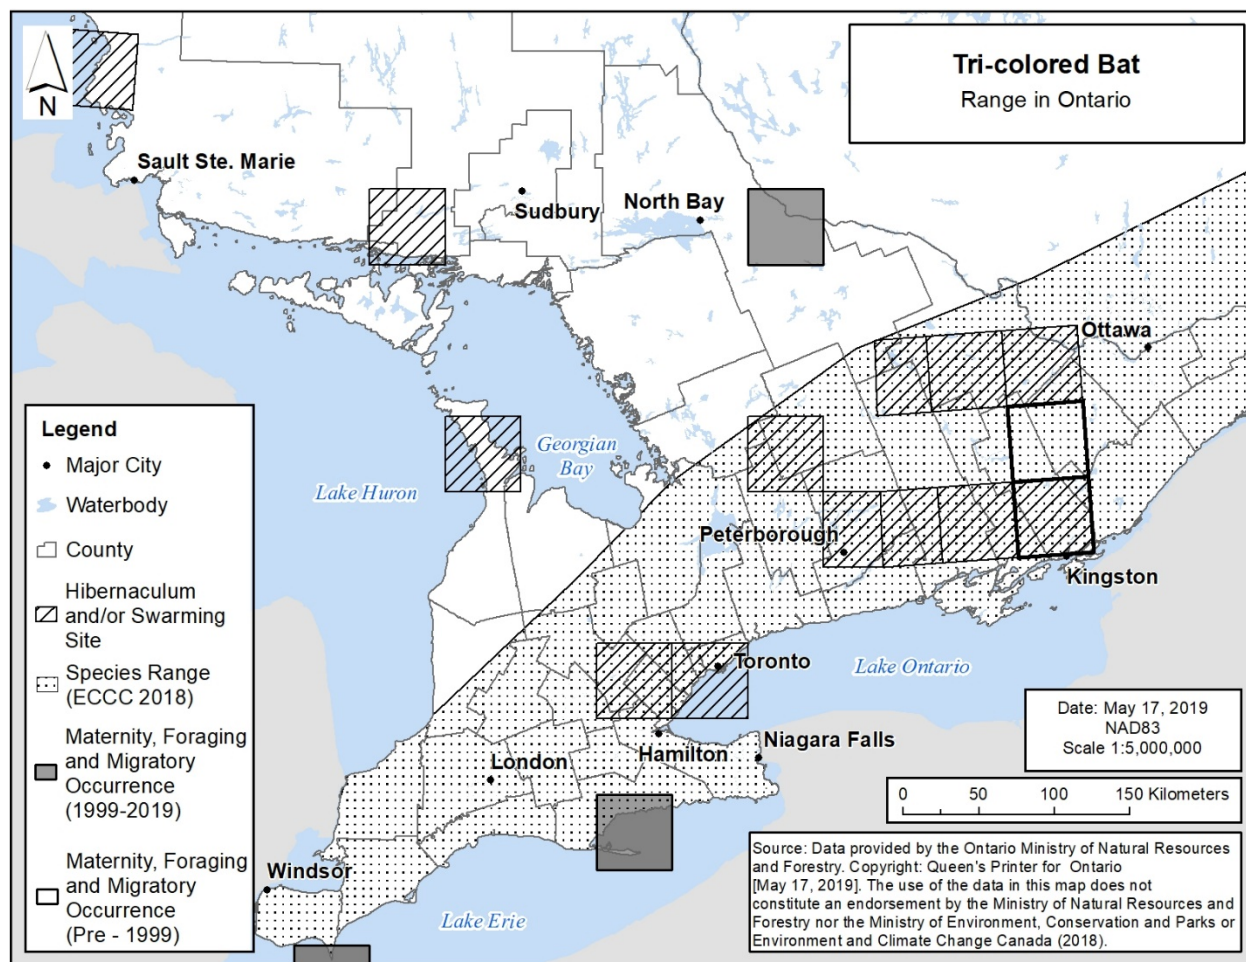 Tri-colored Bat
Range in Ontario
N
Sault Ste. Marie
Sudbury
North Bay
Ottawa
Georgian
Bay
Lake Huron
Peterborough
Kingston
Toronto
Lake Ontario
Hamilton
Niagara Falls
London
Windsor
Lake Erie
Legend
Major City
Waterbody
County
Hibernaculum
and/or Swarming
Site
Species Range
(ECCC 2018)
Maternity, Foraging
and Migratory
Occurrence
(1999-2019)
Maternity, Foraging
and Migratory
Occurrence
(Pre - 1999)
Date: May 17, 2019
NAD83
Scale 1:5,000,000
0 50 100 150 Kilometers
Source: Data provided by the Ontario Ministry of Natural Resources
and Forestry. Copyright: Queen's Printer for Ontario
[May 17, 2019]. The use of the data in this map does not
constitute an endorsement by the Ministry of Natural Resources and
Forestry nor the Ministry of Environment, Conservation and Parks or
Environment and Climate Change Canada (2018).